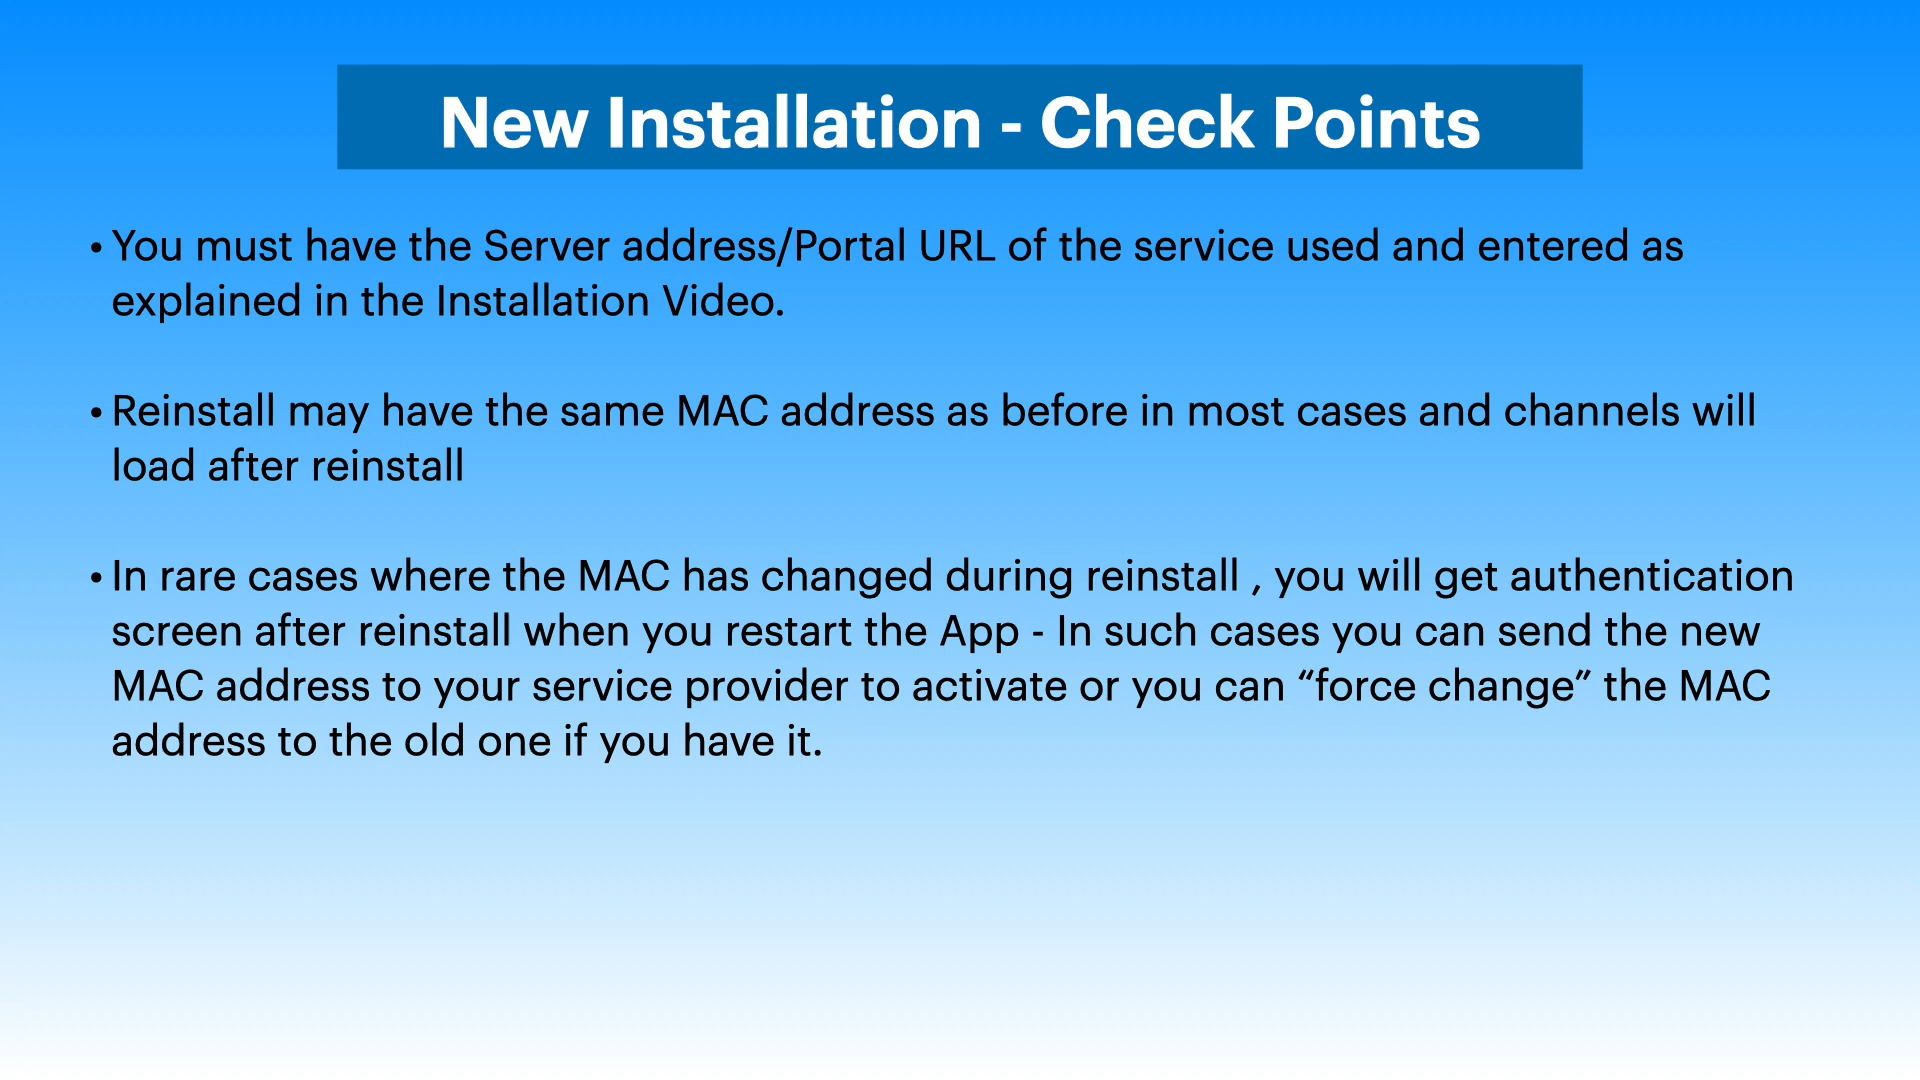 New Installation - Check Points
• You must have the Server address/Portal URL of the service used and entered as
explained in the Installation Video.
• Reinstall may have the same MAC address as before in most cases and channels will
load after reinstall
• In rare cases where the MAC has changed during reinstall , you will get authentication
screen after reinstall when you restart the App - In such cases you can send the new
MAC address to your service provider to activate or you can “force change” the MAC
address to the old one if you have it.